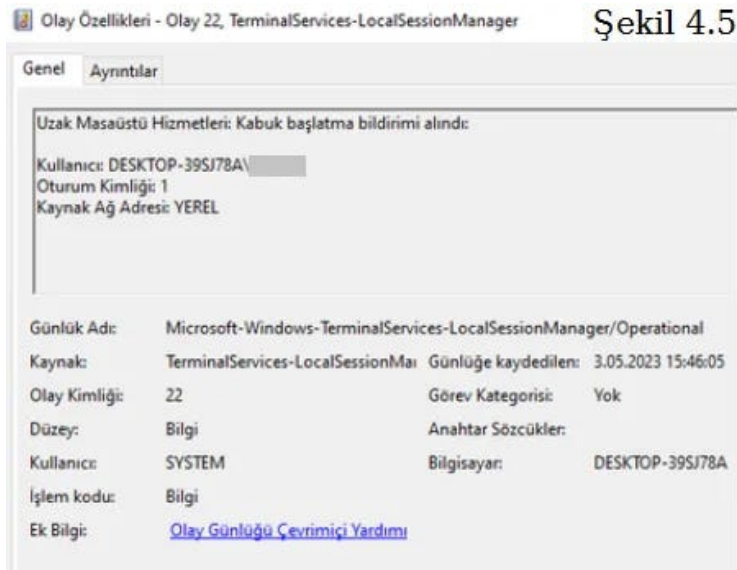 Olay Özellikleri - Olay 22, TerminalServices-LocalSessionManager
Şekil 4.5
Genel Ayrıntılar
Uzak Masaüstü Hizmetleri: Kabuk başlatma bildirimi alındı:
Kullanıcı: DESKTOP-39SJ78A\
Oturum Kimliği: 1
Kaynak Ağ Adresi: YEREL
Günlük Adı: Microsoft-Windows-TerminalServices-LocalSessionManager/Operational
Kaynak: TerminalServices-LocalSessionMaı Günlüğe kaydedilen: 3.05.2023 15:46:05
Olay Kimliği: 22 Görev Kategorisi: Yok
Düzey: Bilgi Anahtar Sözcükler:
Kullanıcı: SYSTEM Bilgisayar: DESKTOP-39SJ78A
İşlem kodu: Bilgi
Ek Bilgi: Olay Günlüğü Çevrimiçi Yardımı